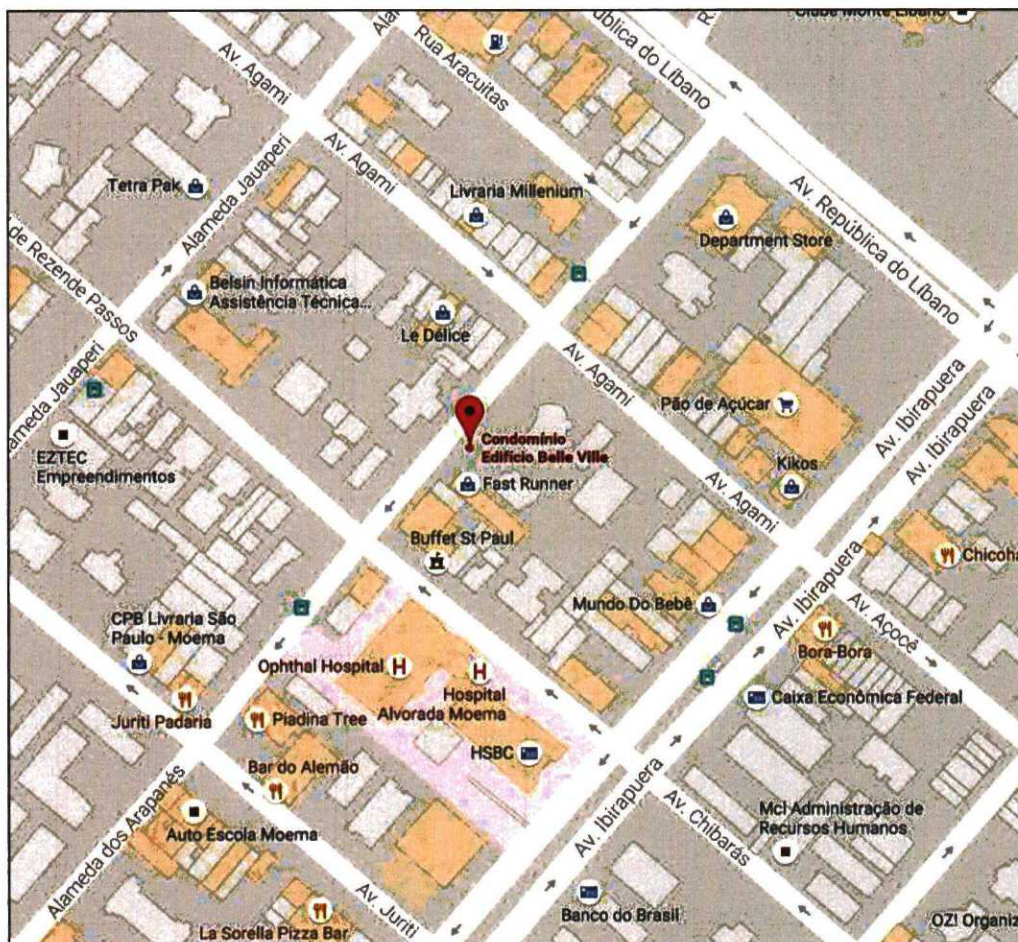 Clube Monte Líbano
Av. Agami
Rua Aracuitas
pública do Líbano
Tetra Pak
Alameda Jauaperi
Av. Agami
Livraria Millenium
Department Store
Av. República do Líbano
de Rezende Passos
Belsin Informática
Assistência Técnica...
Le Délice
Av. Agami
Pão de Açúcar
Av. Ibirapuera
Av. Ibirapuera
Alameda Jauaperi
EZTEC
Empreendimentos
Condomínio
Edifício Belle Ville
Fast Runner
Kikos
Av. Agami
Buffet St Paul
Chicoha
Mundo Do Bebê
Av. Ibirapuera
Av. Açocê
CPB Livraria São
Paulo - Moema
Bora-Bora
Ophthal Hospital
Hospital
Alvorada Moema
Caixa Econômica Federal
Juriti Padaria
Piadina Tree
HSBC
Bar do Alemão
Av. Ibirapuera
Alameda dos Arapanés
Auto Escola Moema
Av. Chibarás
Mcl Administração de
Recursos Humanos
Av. Juriti
La Sorella Pizza Bar
Banco do Brasil
OZ! Organiz